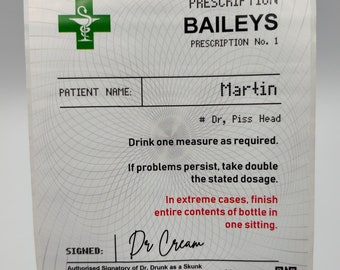 PRESCRIPTION
BAILEYS
PRESCRIPTION No. 1
PATIENT NAME: Martin
# Dr, Piss Head
Drink one measure as required.
If problems persist, take double
the stated dosage.
In extreme cases, finish
entire contents of bottle in
one sitting.
SIGNED: Dr Cream
Authorised Signatory of Dr. Drunk as a Skunk